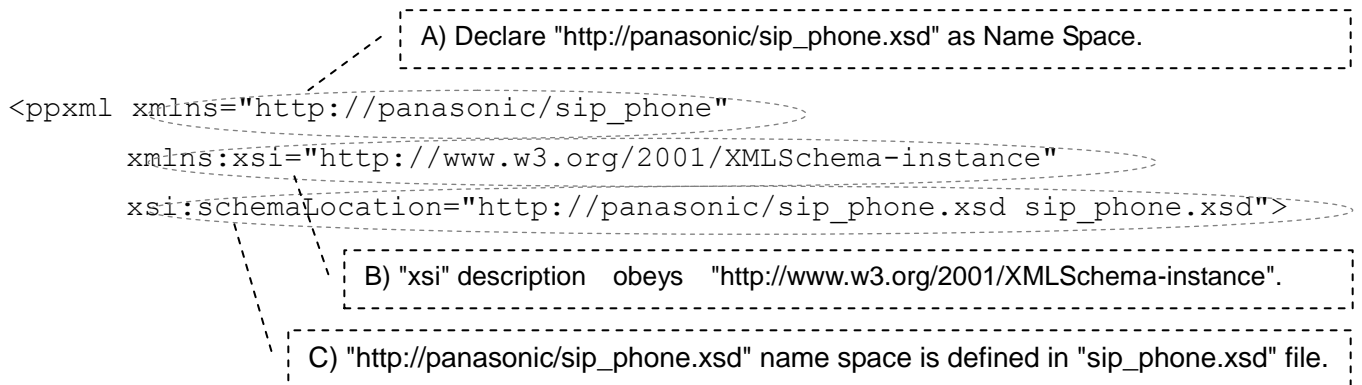 A) Declare "http://panasonic/sip_phone.xsd" as Name Space.
<ppxml xmlns="http://panasonic/sip_phone"
xmlns:xsi="http://www.w3.org/2001/XMLSchema-instance"
xsi:schemaLocation="http://panasonic/sip_phone.xsd sip_phone.xsd">
B) "xsi" description obeys "http://www.w3.org/2001/XMLSchema-instance".
C) "http://panasonic/sip_phone.xsd" name space is defined in "sip_phone.xsd" file.